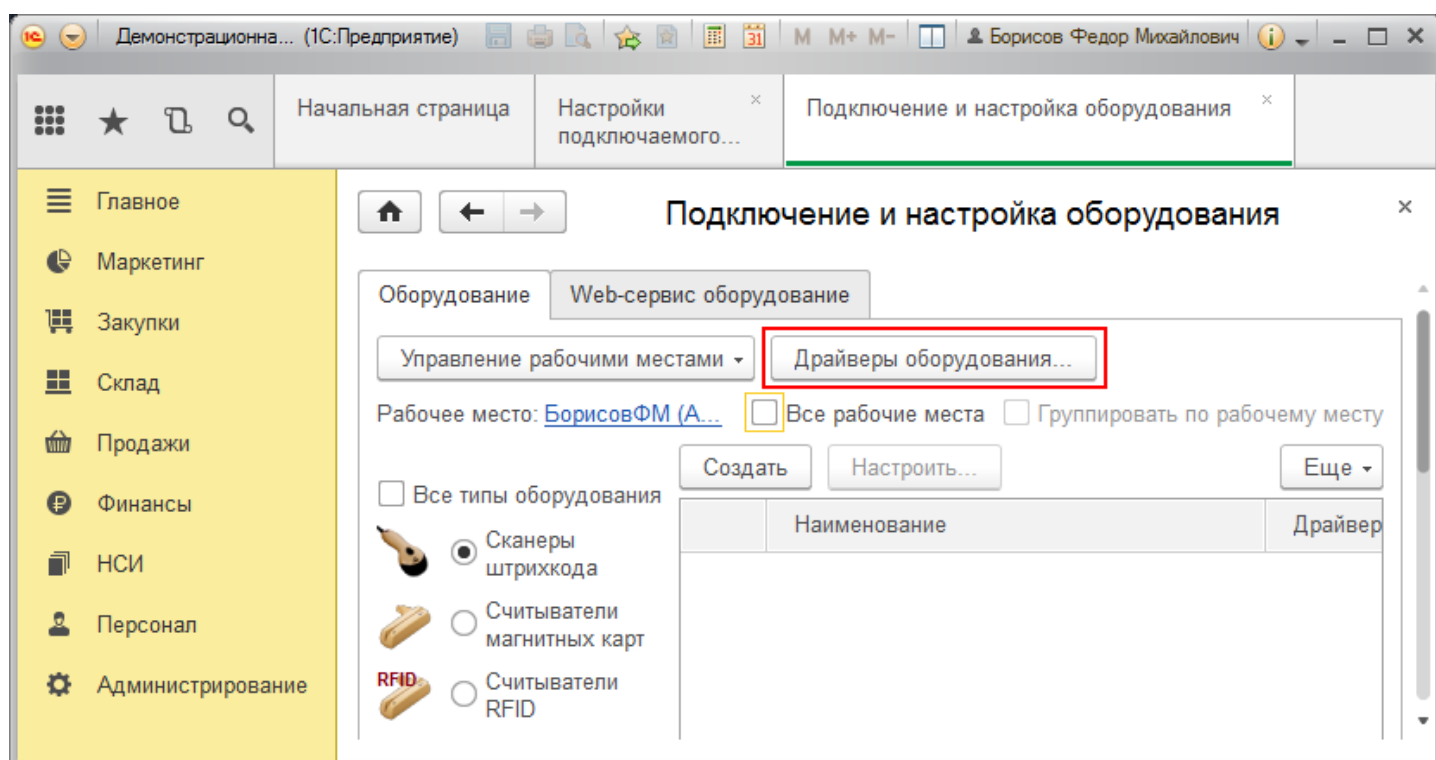 1С Демонстрационна... (1С:Предприятие) 31 M M+ M- Борисов Федор Михайлович
Начальная страница
Настройки
подключаемого...
Подключение и настройка оборудования
Главное
Маркетинг
Закупки
Склад
Продажи
Финансы
НСИ
Персонал
Администрирование
Подключение и настройка оборудования
Оборудование Web-сервис оборудование
Управление рабочими местами Драйверы оборудования...
Рабочее место: БорисовФМ (А... Все рабочие места Группировать по рабочему месту
Создать Настроить... Еще
Все типы оборудования
Наименование Драйвер
Сканеры
штрихкода
Считыватели
магнитных карт
RFID Считыватели
RFID